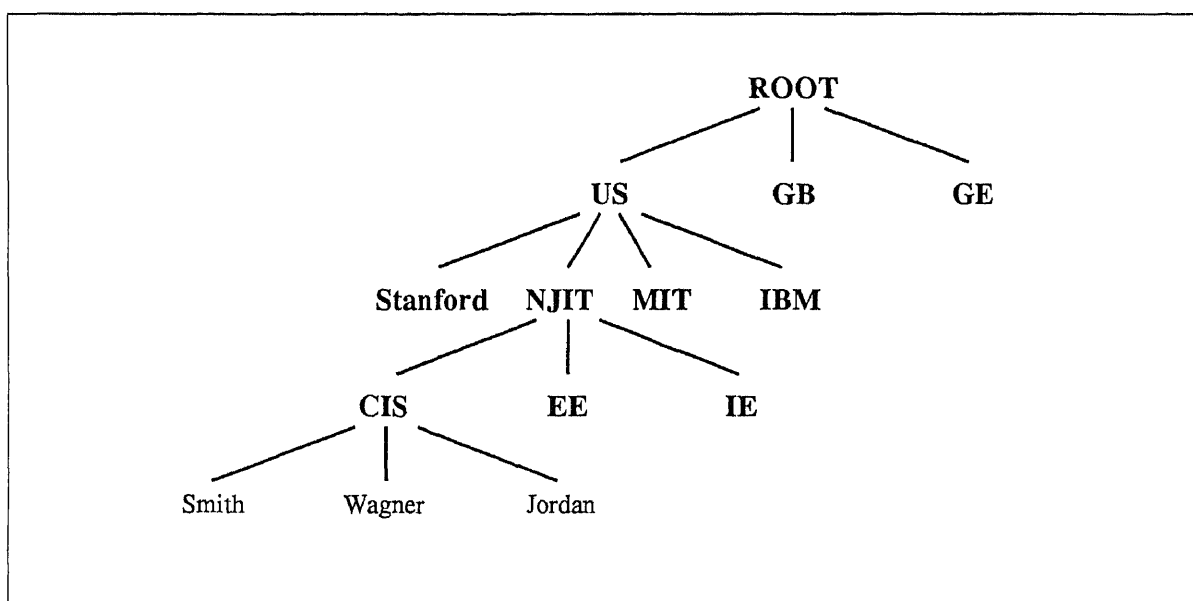 ROOT
US GB GE
Stanford NJIT MIT IBM
CIS EE IE
Smith Wagner Jordan